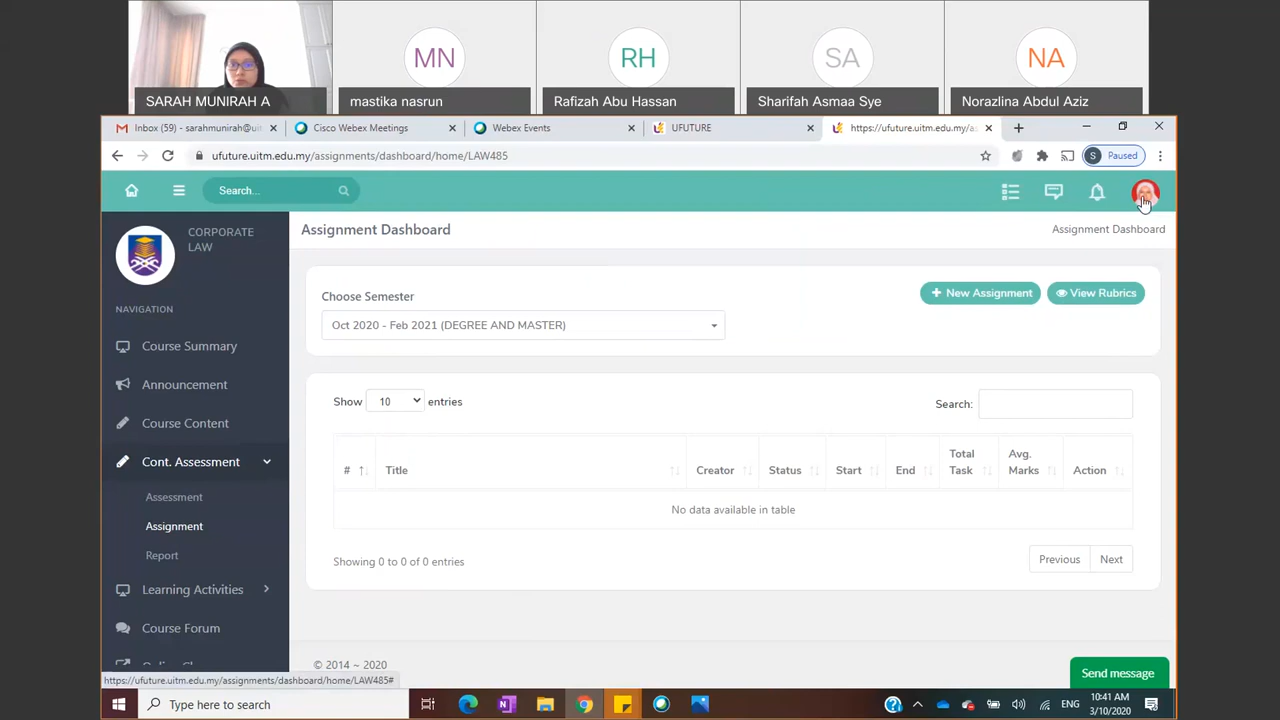 MN
RH
SA
NA
SARAH MUNIRAH A
mastika nasrun
Rafizah Abu Hassan
Sharifah Asmaa Sye
Norazlina Abdul Aziz
Inbox (59) - sarahmunirah@ui
Cisco Webex Meetings
Webex Events
UFUTURE
https://ufuture.uitm.edu.my/as
ufuture.uitm.edu.my/assignments/dashboard/home/LAW485
S Paused
Search...
CORPORATE
LAW
Assignment Dashboard
Assignment Dashboard
NAVIGATION
Course Summary
Announcement
Course Content
Cont. Assessment
Assessment
Assignment
Report
Learning Activities
Course Forum
Choose Semester
New Assignment
View Rubrics
Oct 2020 - Feb 2021 (DEGREE AND MASTER)
Show 10 entries
Search:
# Title Creator Status Start End Total Task Avg. Marks Action
No data available in table
Showing 0 to 0 of 0 entries
Previous Next
© 2014 ~ 2020
Send message
https://ufuture.uitm.edu.my/assignments/dashboard/home/LAW485#
Type here to search
ENG
10:41 AM
3/10/2020